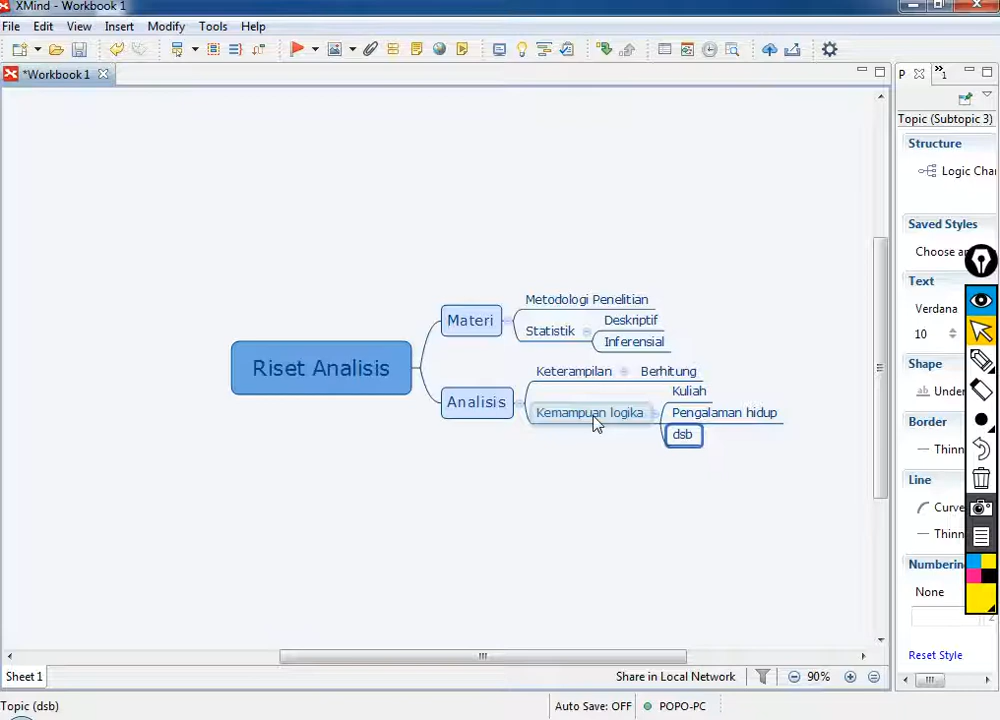 XMind - Workbook 1
File Edit View Insert Modify Tools Help
*Workbook 1
P
1
Topic (Subtopic 3)
Structure
Logic Char
Saved Styles
Choose an
Text
Verdana
10
Shape
Under
Border
Thinn
Line
Curve
Thinn
Numberin
None
Reset Style
Riset Analisis
Materi
Metodologi Penelitian
Statistik
Deskriptif
Inferensial
Analisis
Keterampilan
Berhitung
Kemampuan logika
Kuliah
Pengalaman hidup
dsb
Sheet 1
Share in Local Network
90%
Topic (dsb)
Auto Save: OFF
POPO-PC